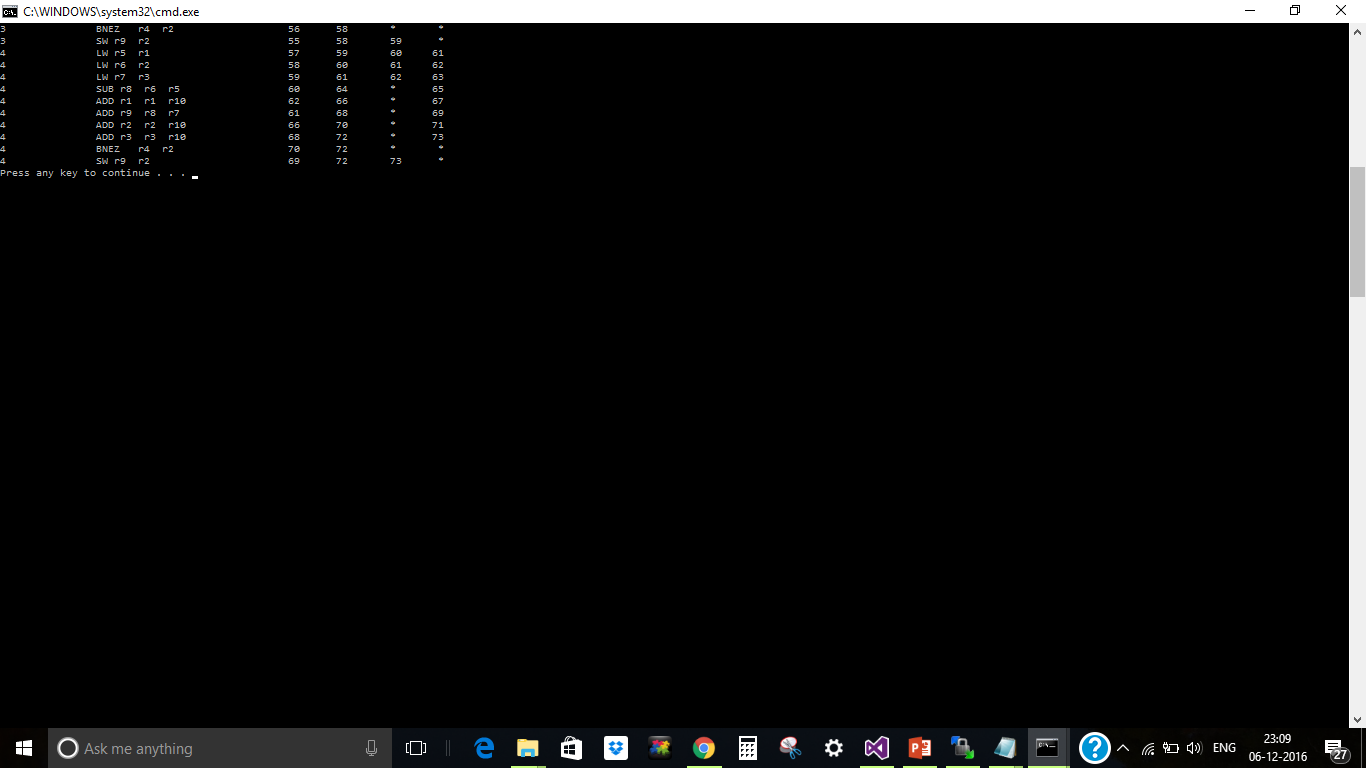 C:\WINDOWS\system32\cmd.exe
3 BNEZ r4 r2 56 58 * *
3 SW r9 r2 55 58 59 *
4 LW r5 r1 57 59 60 61
4 LW r6 r2 58 60 61 62
4 LW r7 r3 59 61 62 63
4 SUB r8 r6 r5 60 64 * 65
4 ADD r1 r1 r10 62 66 * 67
4 ADD r9 r8 r7 61 68 * 69
4 ADD r2 r2 r10 66 70 * 71
4 ADD r3 r3 r10 68 72 * 73
4 BNEZ r4 r2 70 72 * *
4 SW r9 r2 69 72 73 *
Press any key to continue . . .
Ask me anything
ENG
23:09
06-12-2016
27